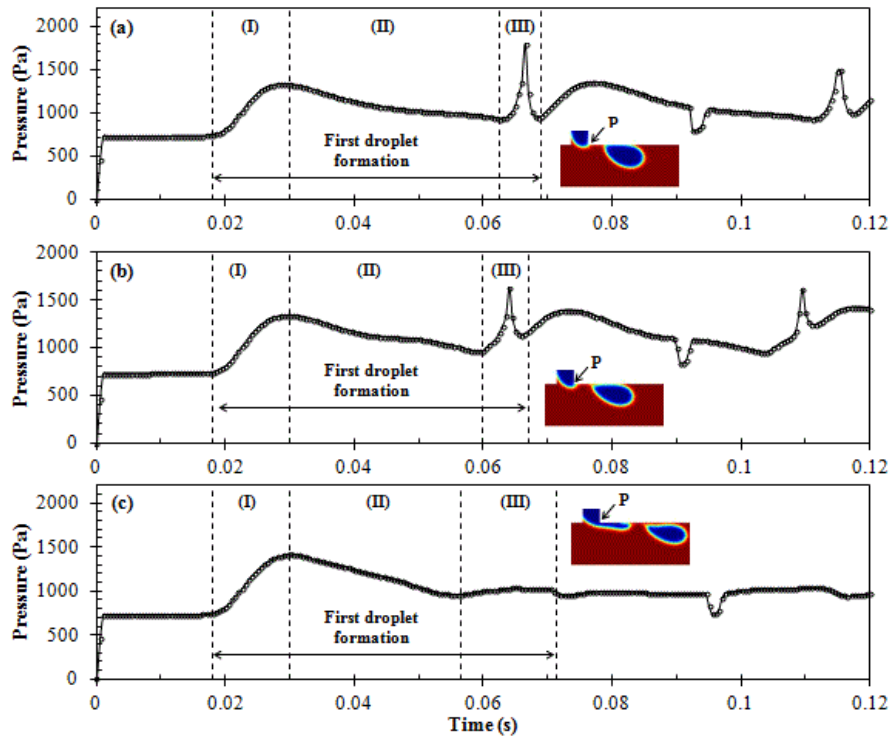 (a)
(I)
(II)
(III)
Pressure (Pa)
2000
1500
1000
500
0
First droplet
formation
P
0
0.02
0.04
0.06
0.08
0.1
0.12
(b)
(I)
(II)
(III)
Pressure (Pa)
2000
1500
1000
500
0
First droplet
formation
P
0
0.02
0.04
0.06
0.08
0.1
0.12
(c)
(I)
(II)
(III)
Pressure (Pa)
2000
1500
1000
500
0
First droplet
formation
P
0
0.02
0.04
0.06
0.08
0.1
0.12
Time (s)